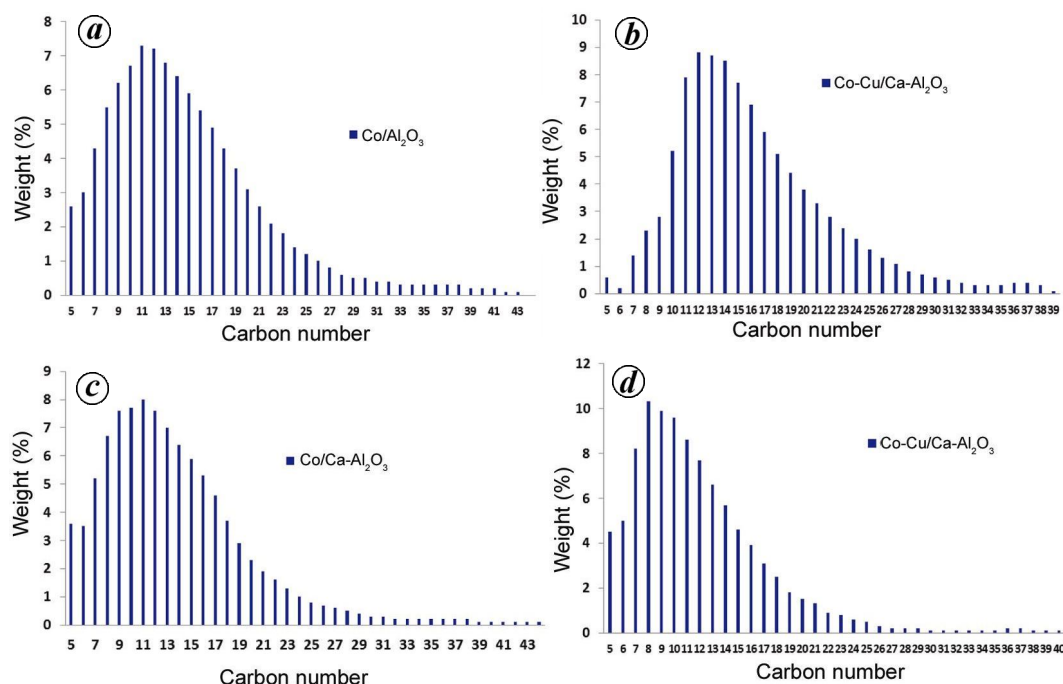 a
Weight (%)
8
7
6
5
4
3
2
1
0
Co/Al₂O₃
5 7 9 11 13 15 17 19 21 23 25 27 29 31 33 35 37 39 41 43
Carbon number
b
Weight (%)
10
9
8
7
6
5
4
3
2
1
0
Co-Cu/Ca-Al₂O₃
5 6 7 8 9 10 11 12 13 14 15 16 17 18 19 20 21 22 23 24 25 26 27 28 29 30 31 32 33 34 35 36 37 38 39
Carbon number
c
Weight (%)
9
8
7
6
5
4
3
2
1
0
Co/Ca-Al₂O₃
5 7 9 11 13 15 17 19 21 23 25 27 29 31 33 35 37 39 41 43
Carbon number
d
Weight (%)
12
10
8
6
4
2
0
Co-Cu/Ca-Al₂O₃
5 6 7 8 9 10 11 12 13 14 15 16 17 18 19 20 21 22 23 24 25 26 27 28 29 30 31 32 33 34 35 36 37 38 39 40
Carbon number